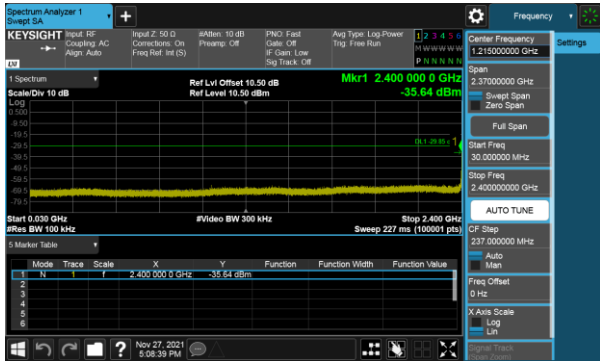 Spectrum Analyzer 1
Swept SA
+
Frequency
KEYSIGHT
Input: RF
Coupling: AC
Align: Auto
Input Z: 50 Ω
Corrections: On
Freq Ref: Int (S)
#Atten: 10 dB
Preamp: Off
PNO: Fast
Gate: Off
IF Gain: Low
Sig Track: Off
Avg Type: Log-Power
Trig: Free Run
1 2 3 4 5 6
M W W W W W
P N N N N N
LXI
1 Spectrum
Scale/Div 10 dB
Log
Ref Lvl Offset 10.50 dB
Ref Level 10.50 dBm
Mkr1 2.400 000 0 GHz
-35.64 dBm
0.500
-9.50
-19.5
-29.5
-39.5
-49.5
-59.5
-69.5
-79.5
1
Start 0.030 GHz
#Res BW 100 kHz
#Video BW 300 kHz
Stop 2.400 GHz
Sweep 227 ms (100001 pts)
5 Marker Table
Mode Trace Scale X Y Function Function Width Function Value
1 N 1 f 2.400 000 0 GHz -35.64 dBm
2
3
4
5
6
Nov 27, 2021
5:08:39 PM
?
Center Frequency
1.215000000 GHz
Settings
Span
2.37000000 GHz
Swept Span
Zero Span
Full Span
Start Freq
30.000000 MHz
Stop Freq
2.400000000 GHz
AUTO TUNE
CF Step
237.000000 MHz
Auto
Man
Freq Offset
0 Hz
X Axis Scale
Log
Lin
Signal Track
(Span Zoom)